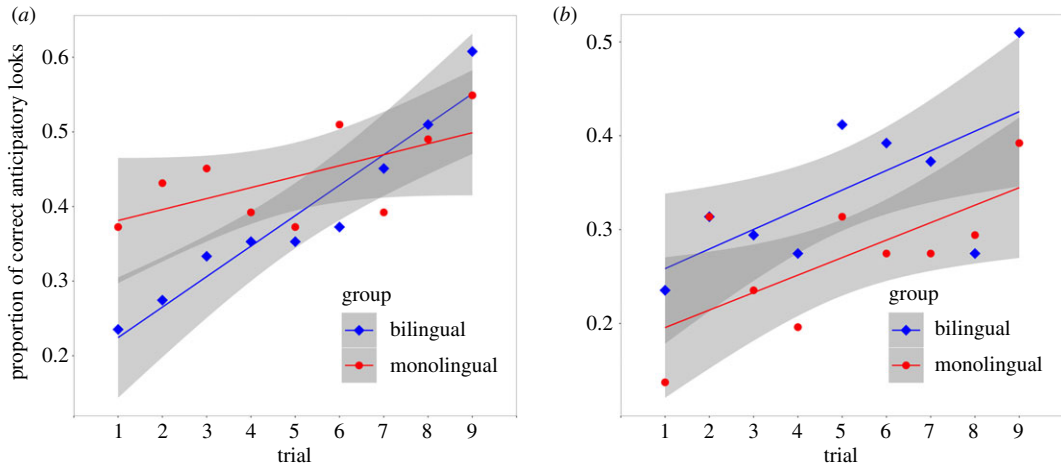 (a)
proportion of correct anticipatory looks
0.6
0.5
0.4
0.3
0.2
group
bilingual
monolingual
1 2 3 4 5 6 7 8 9
trial
(b)
0.5
0.4
0.3
0.2
group
bilingual
monolingual
1 2 3 4 5 6 7 8 9
trial